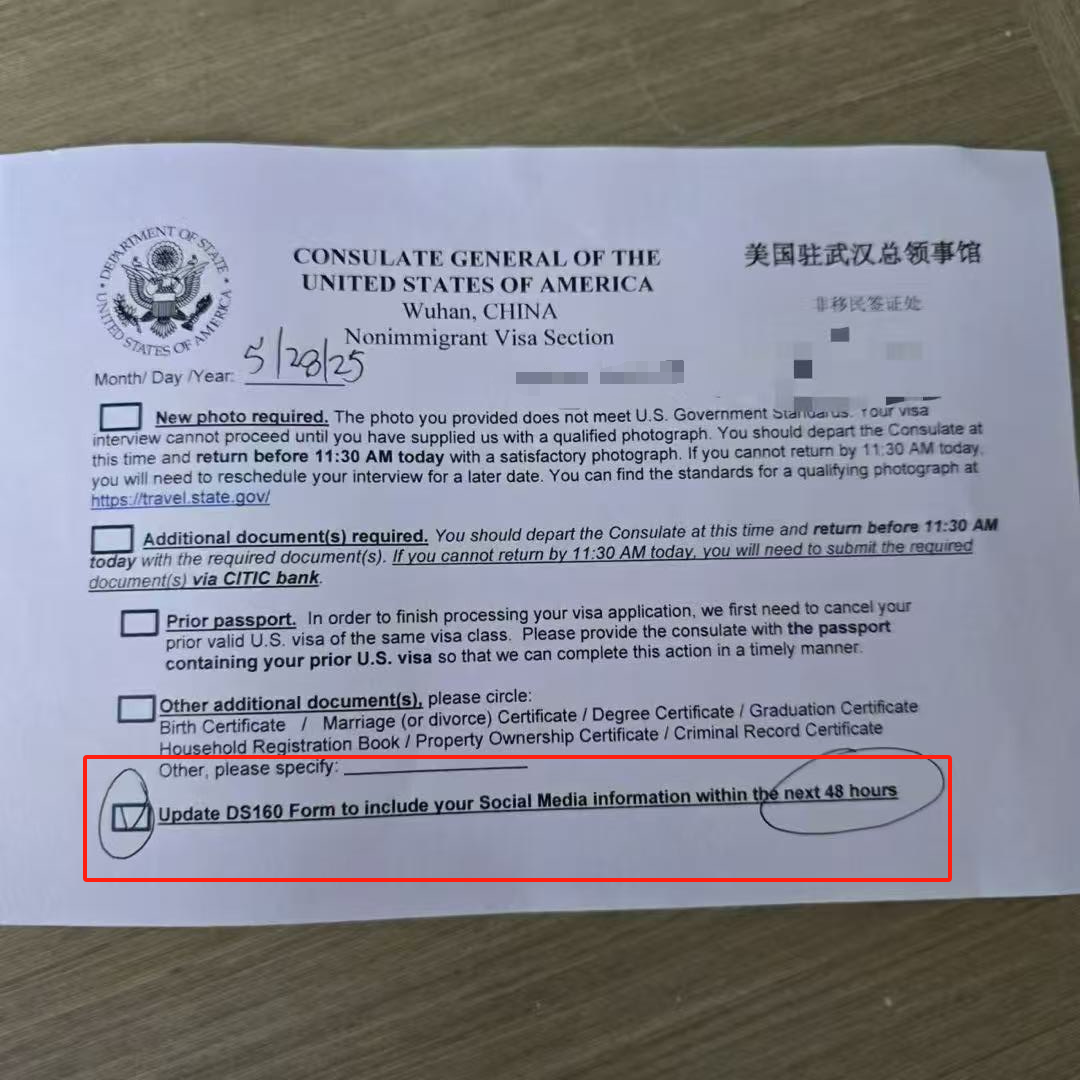 DEPARTMENT OF STATE
UNITED STATES OF AMERICA
CONSULATE GENERAL OF THE
UNITED STATES OF AMERICA
Wuhan, CHINA
Nonimmigrant Visa Section
美国驻武汉总领事馆
非移民签证处
Month/ Day /Year: 5/28/25
New photo required. The photo you provided does not meet U.S. Government Standards. Your visa
interview cannot proceed until you have supplied us with a qualified photograph. You should depart the Consulate at
this time and return before 11:30 AM today with a satisfactory photograph. If you cannot return by 11:30 AM today,
you will need to reschedule your interview for a later date. You can find the standards for a qualifying photograph at
https://travel.state.gov/
Additional document(s) required. You should depart the Consulate at this time and return before 11:30 AM
today with the required document(s). If you cannot return by 11:30 AM today, you will need to submit the required
document(s) via CITIC bank.
Prior passport. In order to finish processing your visa application, we first need to cancel your
prior valid U.S. visa of the same visa class. Please provide the consulate with the passport
containing your prior U.S. visa so that we can complete this action in a timely manner.
Other additional document(s), please circle:
Birth Certificate / Marriage (or divorce) Certificate / Degree Certificate / Graduation Certificate
Household Registration Book / Property Ownership Certificate / Criminal Record Certificate
Other, please specify:
Update DS160 Form to include your Social Media information within the next 48 hours